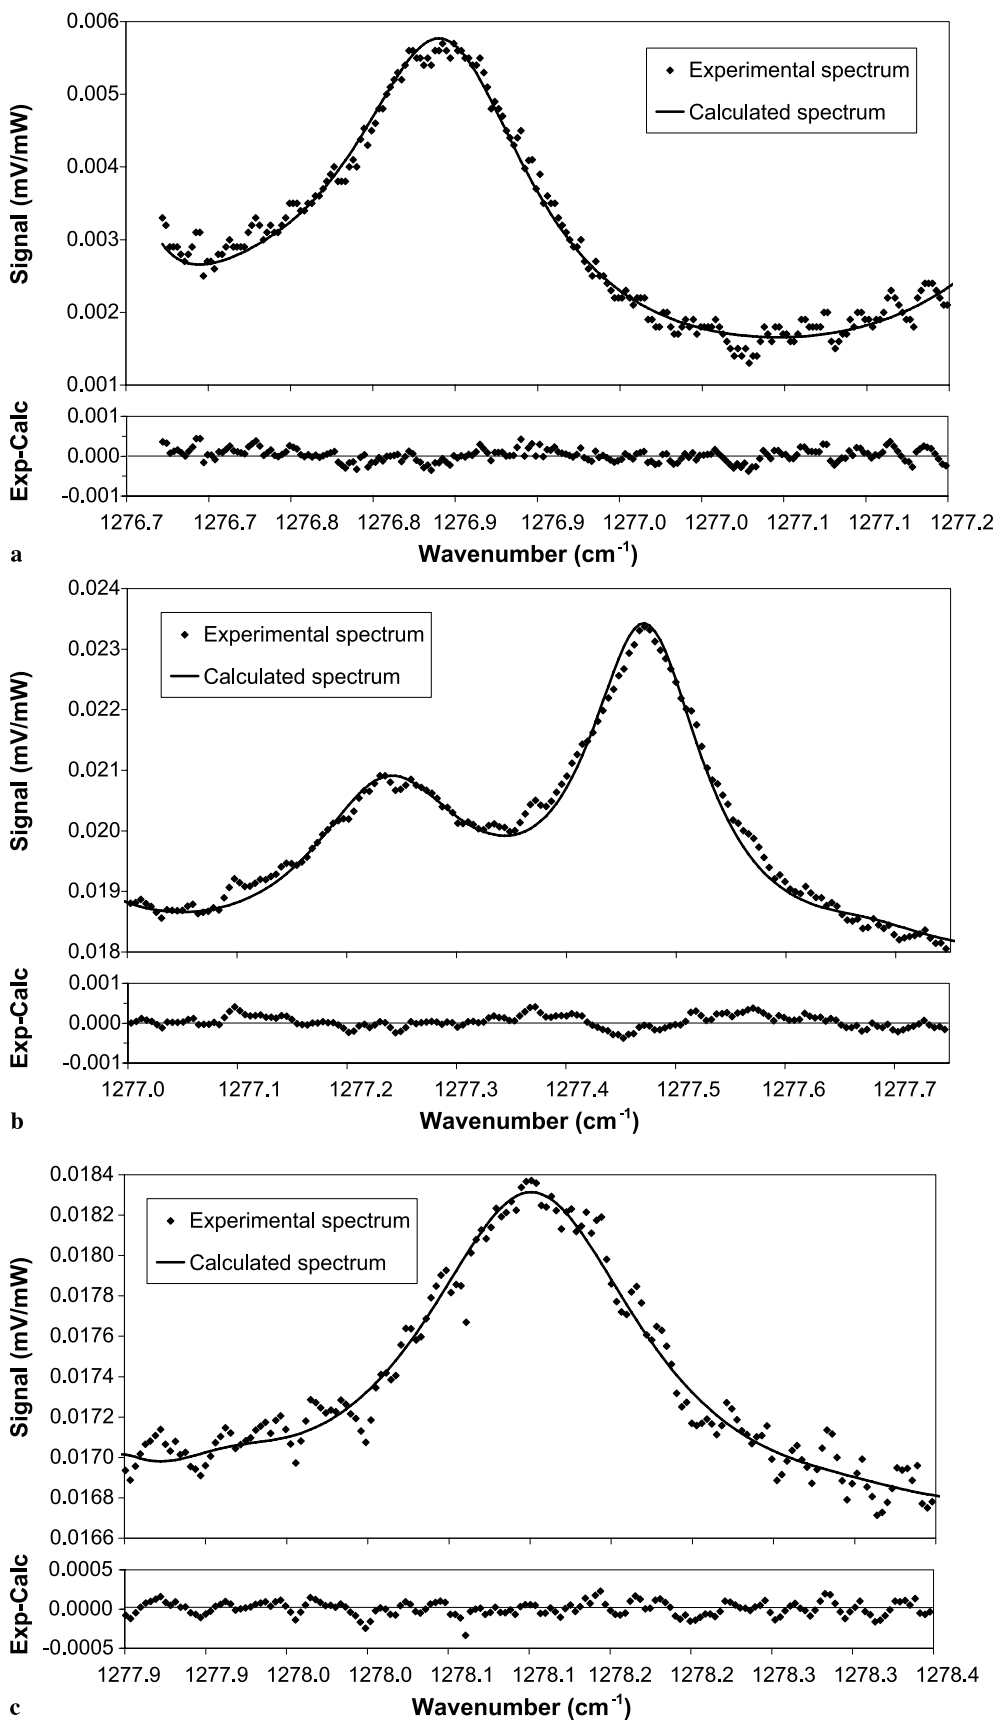 0.006
0.005
0.004
0.003
0.002
0.001
Signal (mV/mW)
Experimental spectrum
Calculated spectrum
0.001
0.000
-0.001
Exp-Calc
1276.7 1276.7 1276.8 1276.8 1276.9 1276.9 1277.0 1277.0 1277.1 1277.1 1277.2
Wavenumber (cm-1)
a
0.024
0.023
0.022
0.021
0.020
0.019
0.018
Signal (mV/mW)
Experimental spectrum
Calculated spectrum
0.001
0.000
-0.001
Exp-Calc
1277.0 1277.1 1277.2 1277.3 1277.4 1277.5 1277.6 1277.7
Wavenumber (cm-1)
b
0.0184
0.0182
0.0180
0.0178
0.0176
0.0174
0.0172
0.0170
0.0168
0.0166
Signal (mV/mW)
Experimental spectrum
Calculated spectrum
0.0005
0.0000
-0.0005
Exp-Calc
1277.9 1277.9 1278.0 1278.0 1278.1 1278.1 1278.2 1278.2 1278.3 1278.3 1278.4
Wavenumber (cm-1)
c